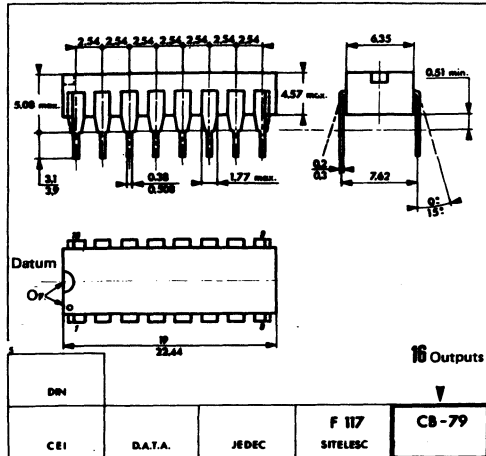 2,54 2,54 2,54 2,54 2,54 2,54 2,54
5.08 max.
4.57 max.
3,1
3,9
0.38
0.508
1,77 max.
6.35
0,51 min.
0.2
0.3
7.62
0°
15°
Datum
Or.
1
19
22.44
16 Outputs
DIN
CEI
D.A.T.A.
JEDEC
F 117
SITELESC
CB-79